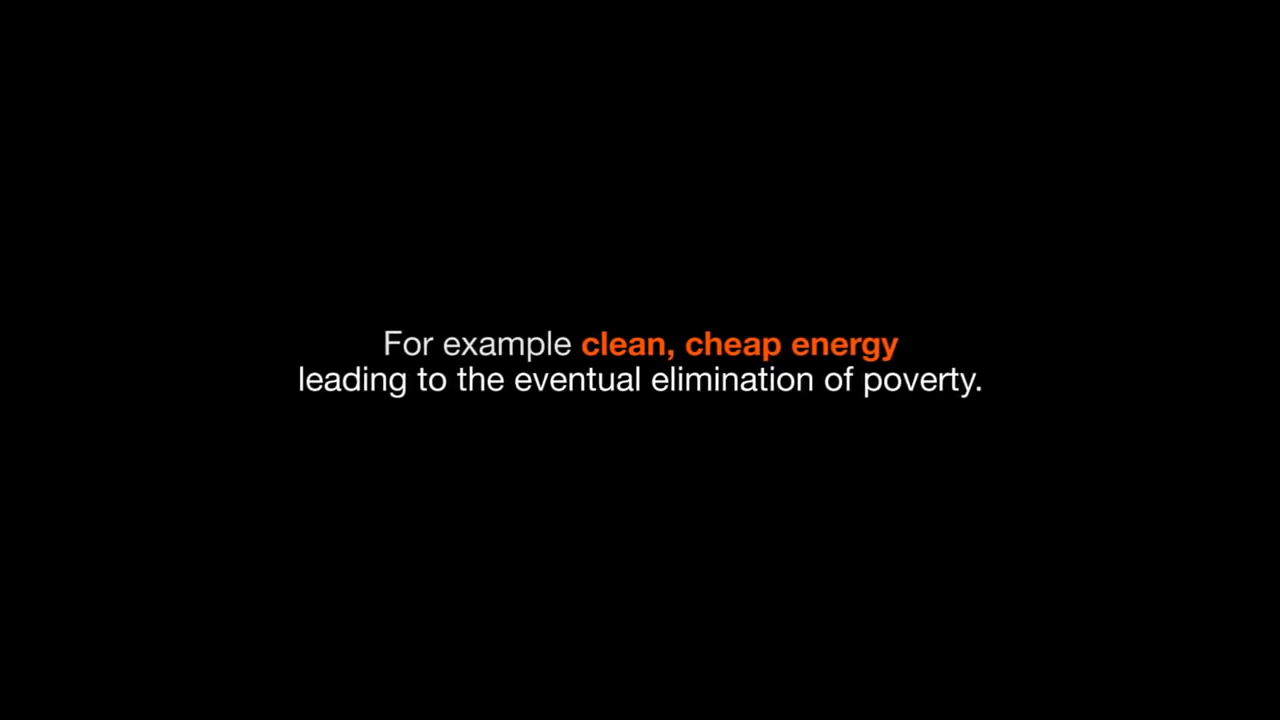 For example clean, cheap energy
leading to the eventual elimination of poverty.